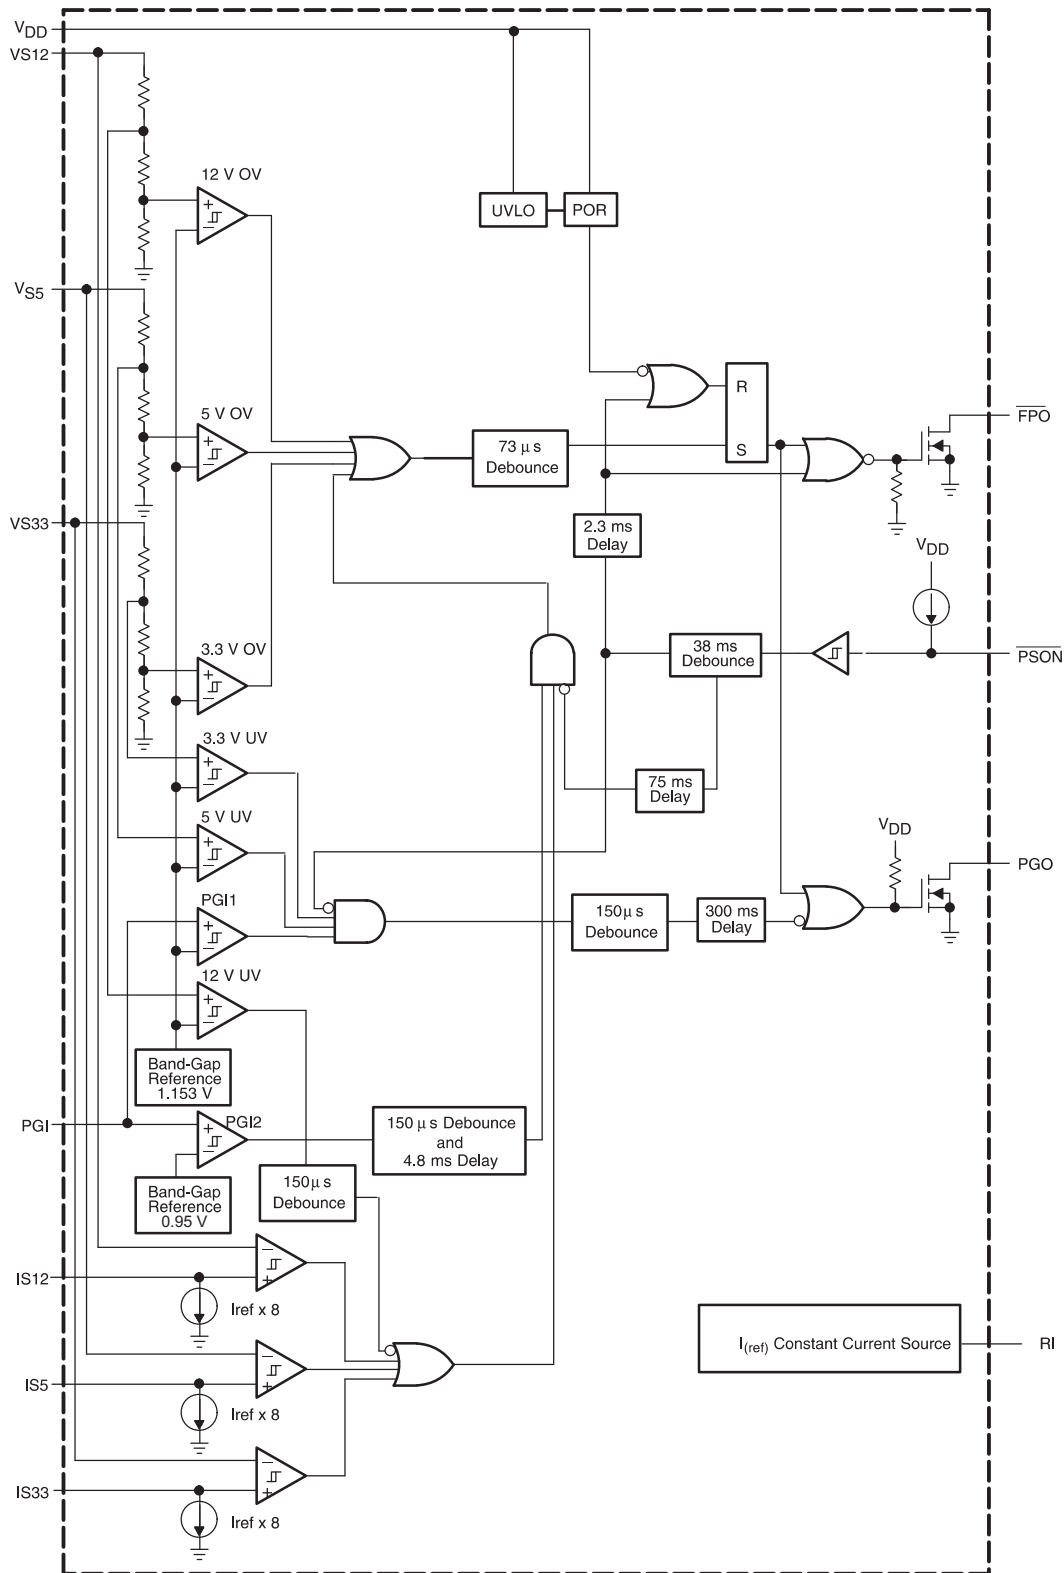 VDD
VS12
12 V OV
+
−
UVLO
POR
VS5
R
S
FPO
5 V OV
+
−
73 μs
Debounce
VS33
2.3 ms
Delay
VDD
3.3 V OV
+
−
38 ms
Debounce
PSON
3.3 V UV
+
−
75 ms
Delay
5 V UV
+
−
VDD
PGO
PGI1
+
−
150μs
Debounce
300 ms
Delay
12 V UV
+
−
Band-Gap
Reference
1.153 V
PGI
PGI2
+
−
150 μs Debounce
and
4.8 ms Delay
Band-Gap
Reference
0.95 V
150μs
Debounce
−
+
IS12
Iref x 8
I(ref) Constant Current Source
RI
−
+
IS5
Iref x 8
−
+
IS33
Iref x 8